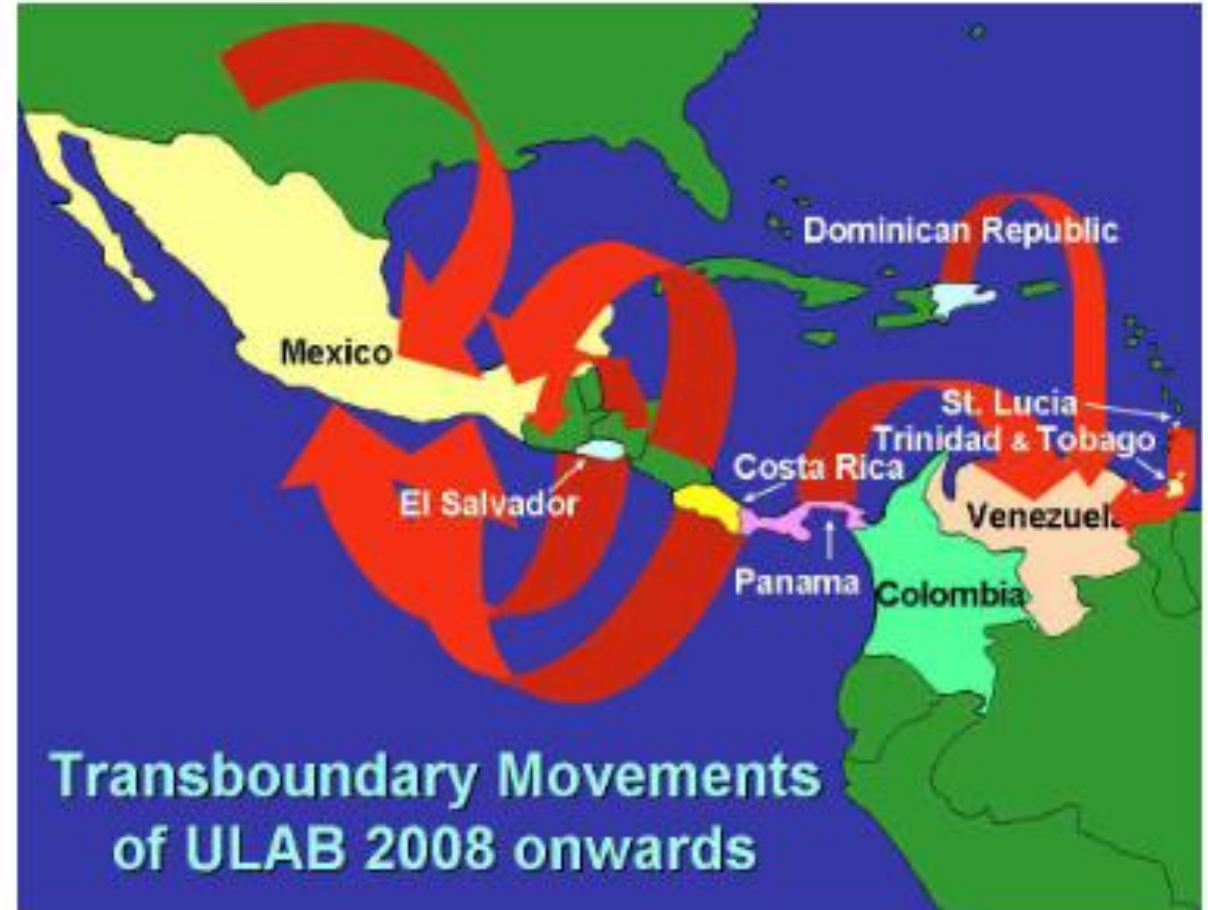 Dominican Republic
Mexico
St. Lucia
Trinidad & Tobago
Costa Rica
El Salvador
Venezuela
Panama
Colombia
Transboundary Movements
of ULAB 2008 onwards